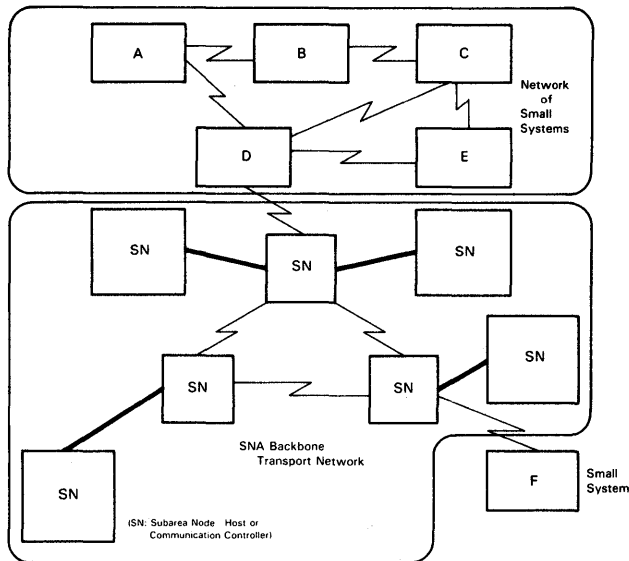 A
B
C
Network
of
Small
Systems
D
E
SN
SN
SN
SN
SN
SN
SN
SNA Backbone
Transport Network
F
Small
System
(SN: Subarea Node Host or
Communication Controller)